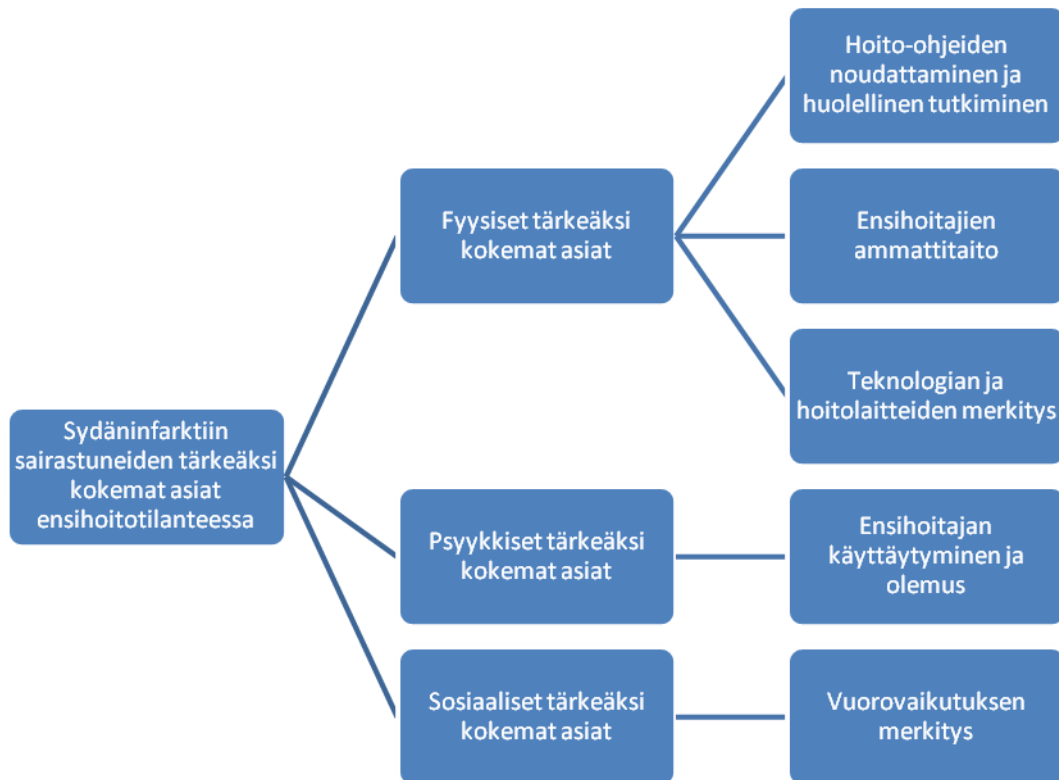 Hoito-ohjeiden
noudattaminen ja
huolellinen tutkiminen
Fyysiset tärkeäksi
kokemat asiat
Ensihoitajien
ammattitaito
Teknologian ja
hoitolaitteiden merkitys
Sydäninfarktiin
sairastuneiden tärkeäksi
kokemat asiat
ensihoitotilanteessa
Psyykkiset tärkeäksi
kokemat asiat
Ensihoitajan
käyttäytyminen ja
olemus
Sosiaaliset tärkeäksi
kokemat asiat
Vuorovaikutuksen
merkitys